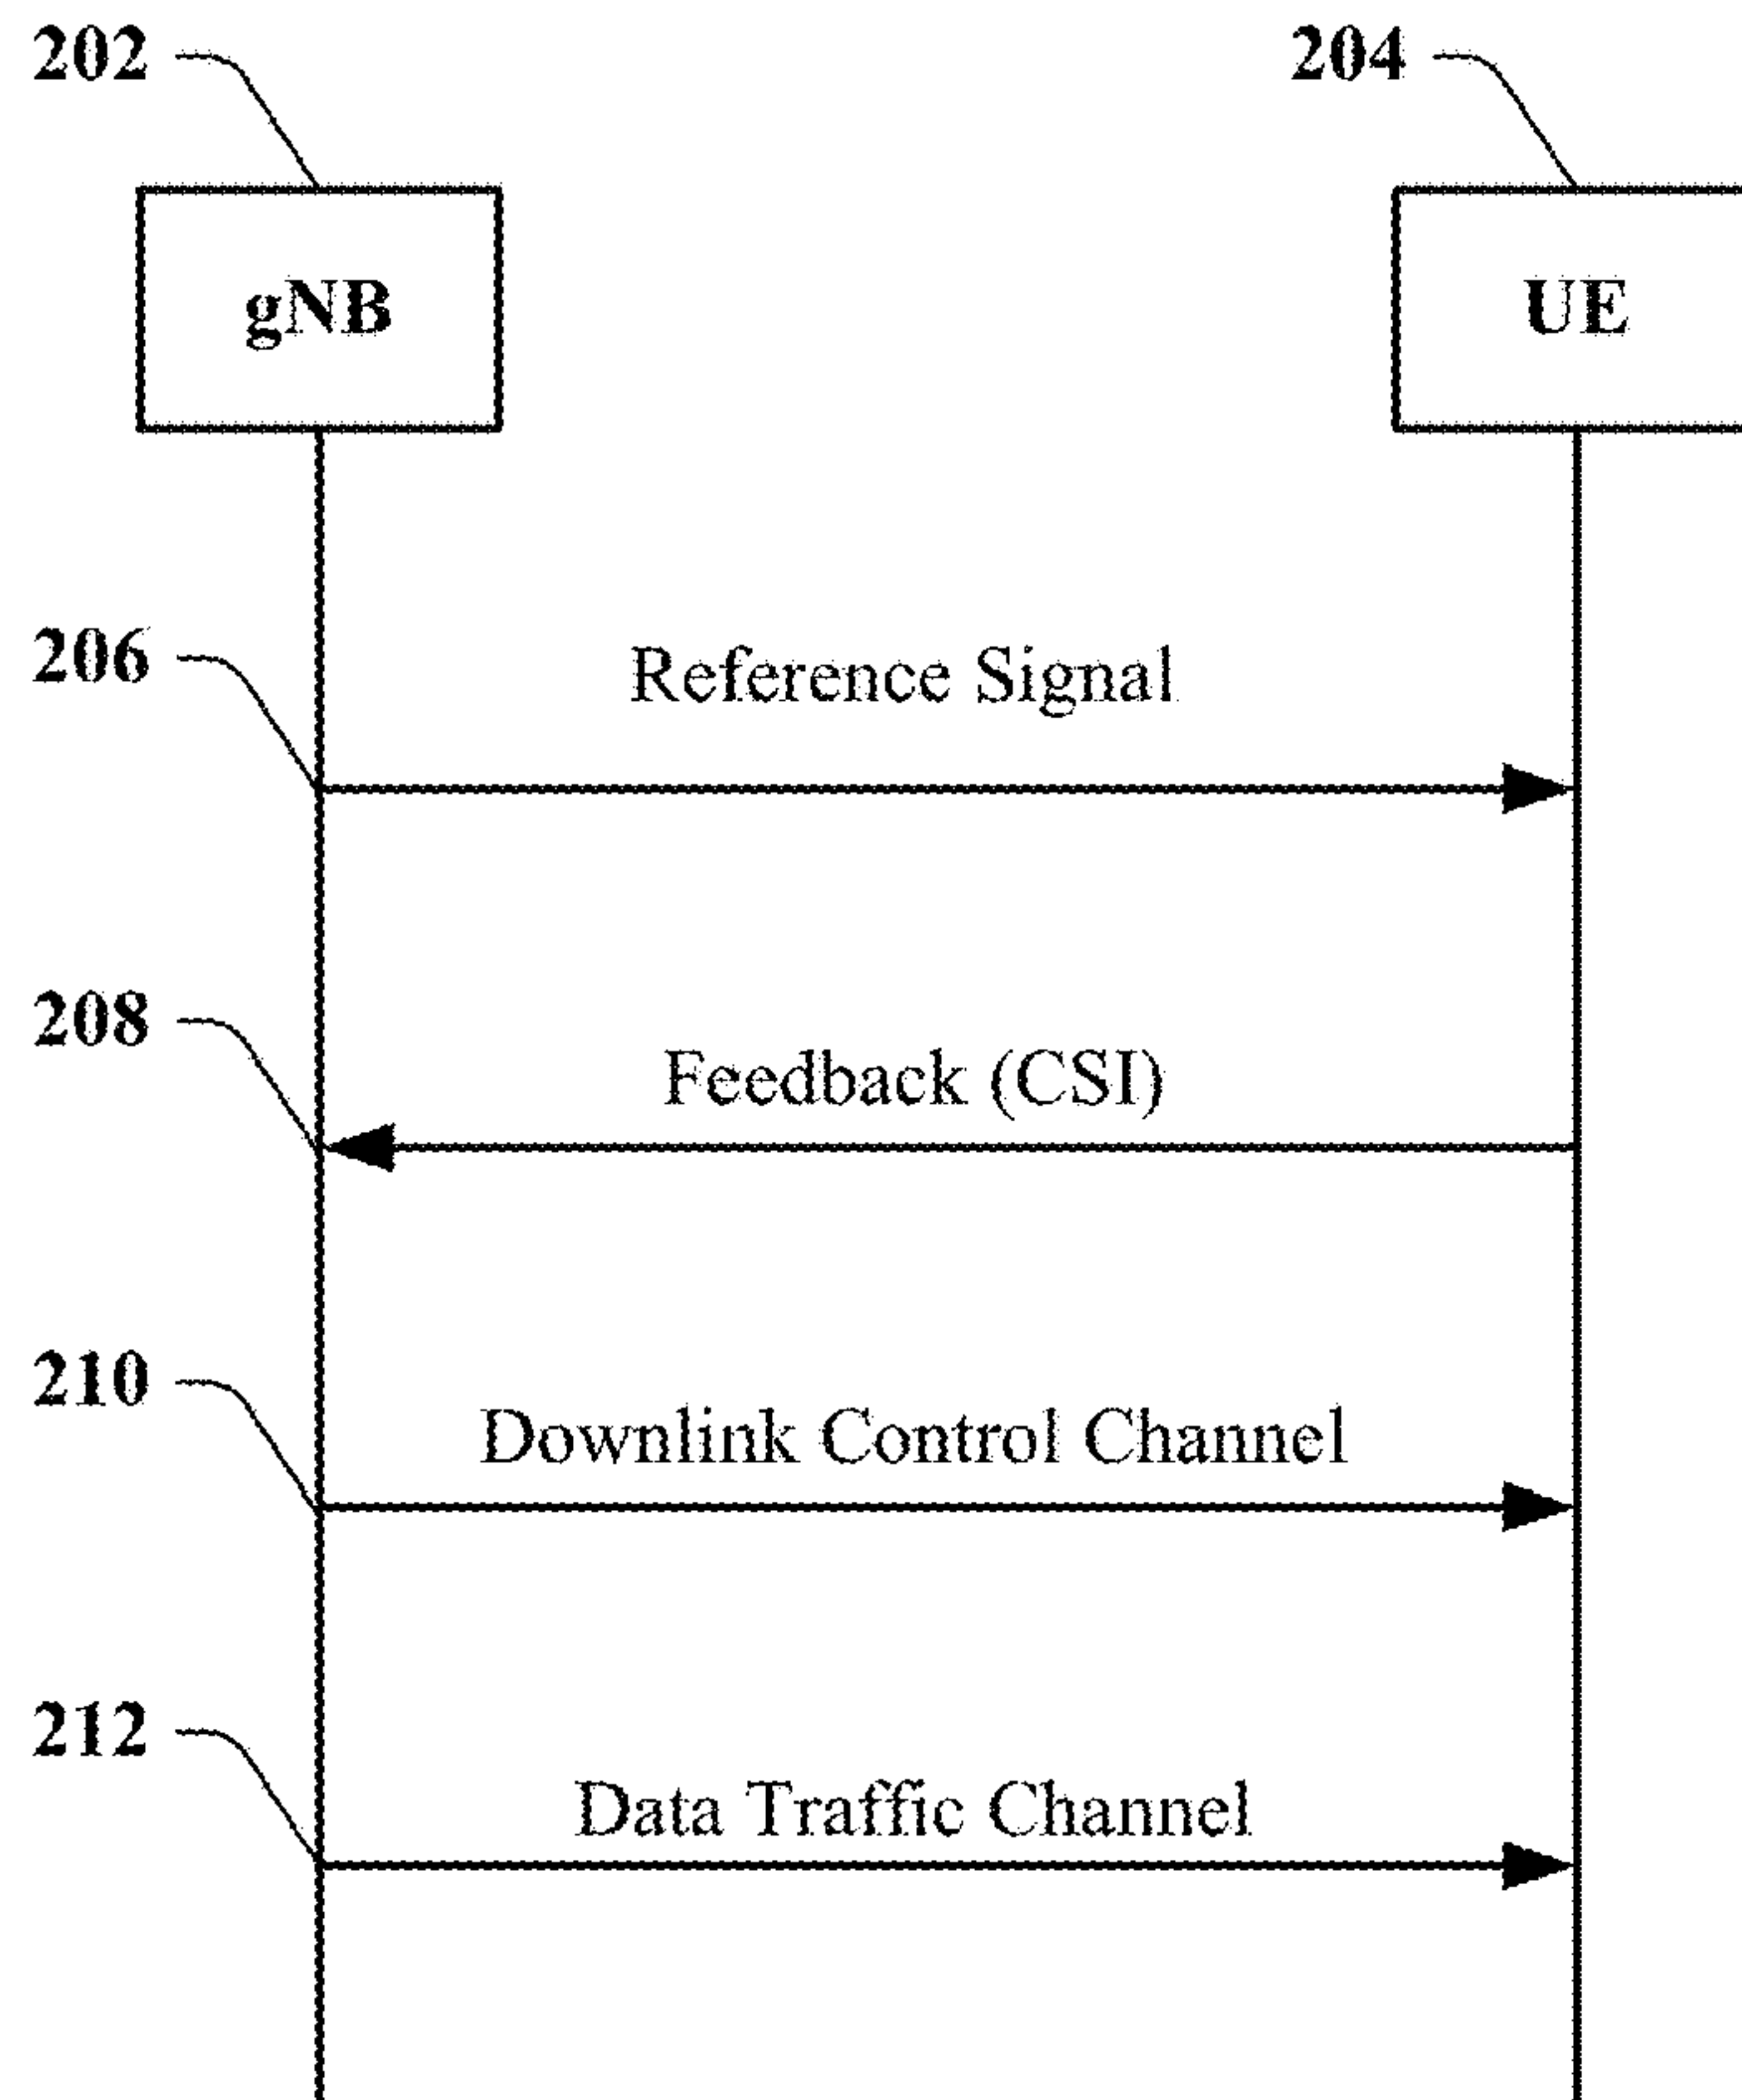 202
204
gNB
UE
206
Reference Signal
208
Feedback (CSI)
210
Downlink Control Channel
212
Data Traffic Channel